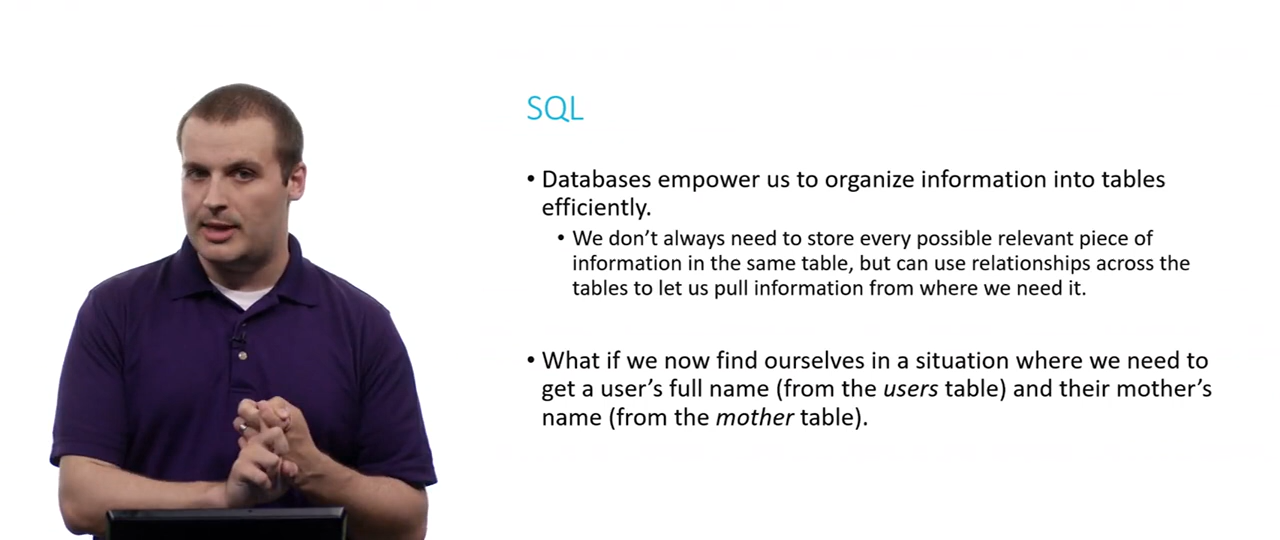 SQL
• Databases empower us to organize information into tables
efficiently.
• We don’t always need to store every possible relevant piece of
information in the same table, but can use relationships across the
tables to let us pull information from where we need it.
• What if we now find ourselves in a situation where we need to
get a user’s full name (from the users table) and their mother’s
name (from the mother table).